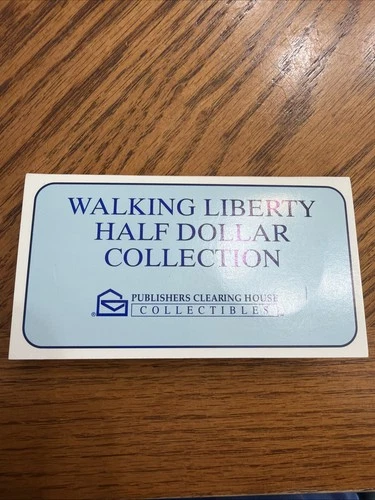 WALKING LIBERTY
HALF DOLLAR
COLLECTION
® PUBLISHERS CLEARING HOUSE
COLLECTIBLES